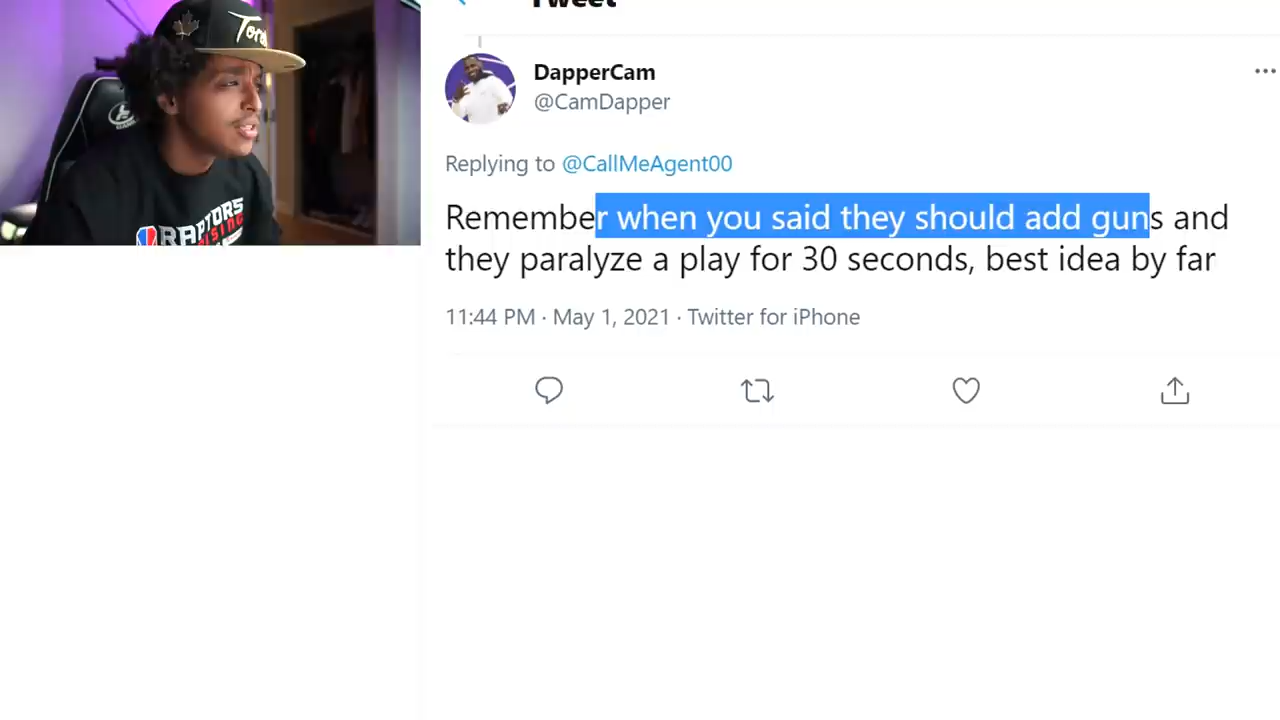 Tweet
DapperCam
@CamDapper
Replying to @CallMeAgent00
Remember when you said they should add guns and
they paralyze a play for 30 seconds, best idea by far
11:44 PM · May 1, 2021 · Twitter for iPhone
RAPTORS